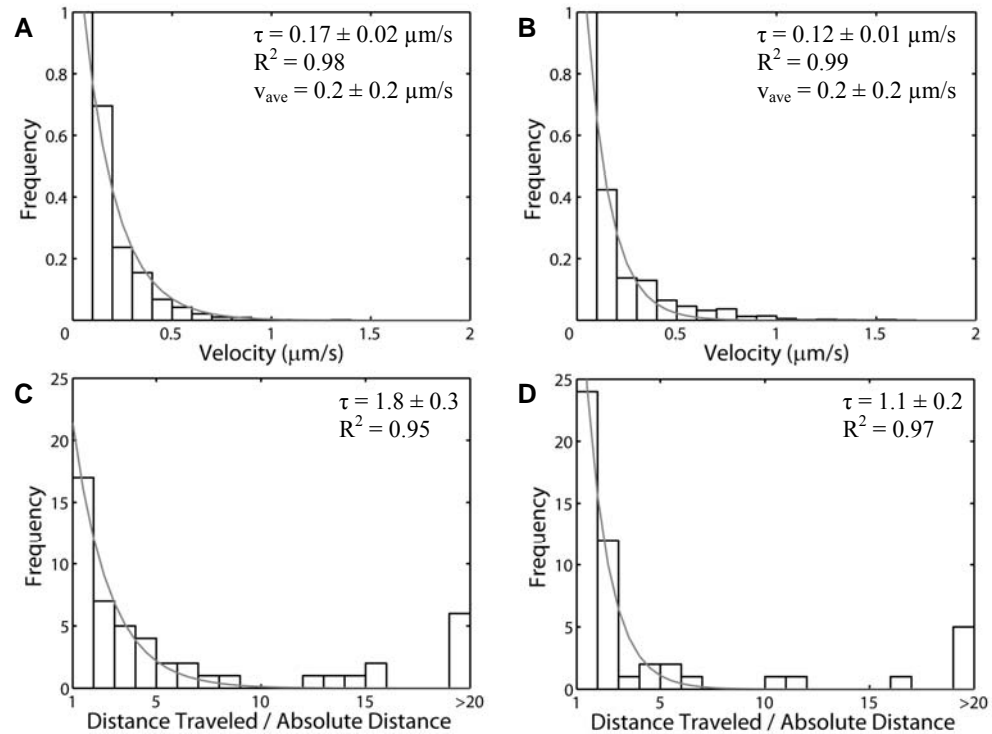 A
τ = 0.17 ± 0.02 µm/s
R² = 0.98
v_ave = 0.2 ± 0.2 µm/s
Frequency
1
0.8
0.6
0.4
0.2
0
0.5
1
1.5
2
Velocity (µm/s)
B
τ = 0.12 ± 0.01 µm/s
R² = 0.99
v_ave = 0.2 ± 0.2 µm/s
Frequency
1
0.8
0.6
0.4
0.2
0
0.5
1
1.5
2
Velocity (µm/s)
C
τ = 1.8 ± 0.3
R² = 0.95
Frequency
25
20
15
10
5
0
1
5
10
15
>20
Distance Traveled / Absolute Distance
D
τ = 1.1 ± 0.2
R² = 0.97
Frequency
25
20
15
10
5
0
1
5
10
15
>20
Distance Traveled / Absolute Distance